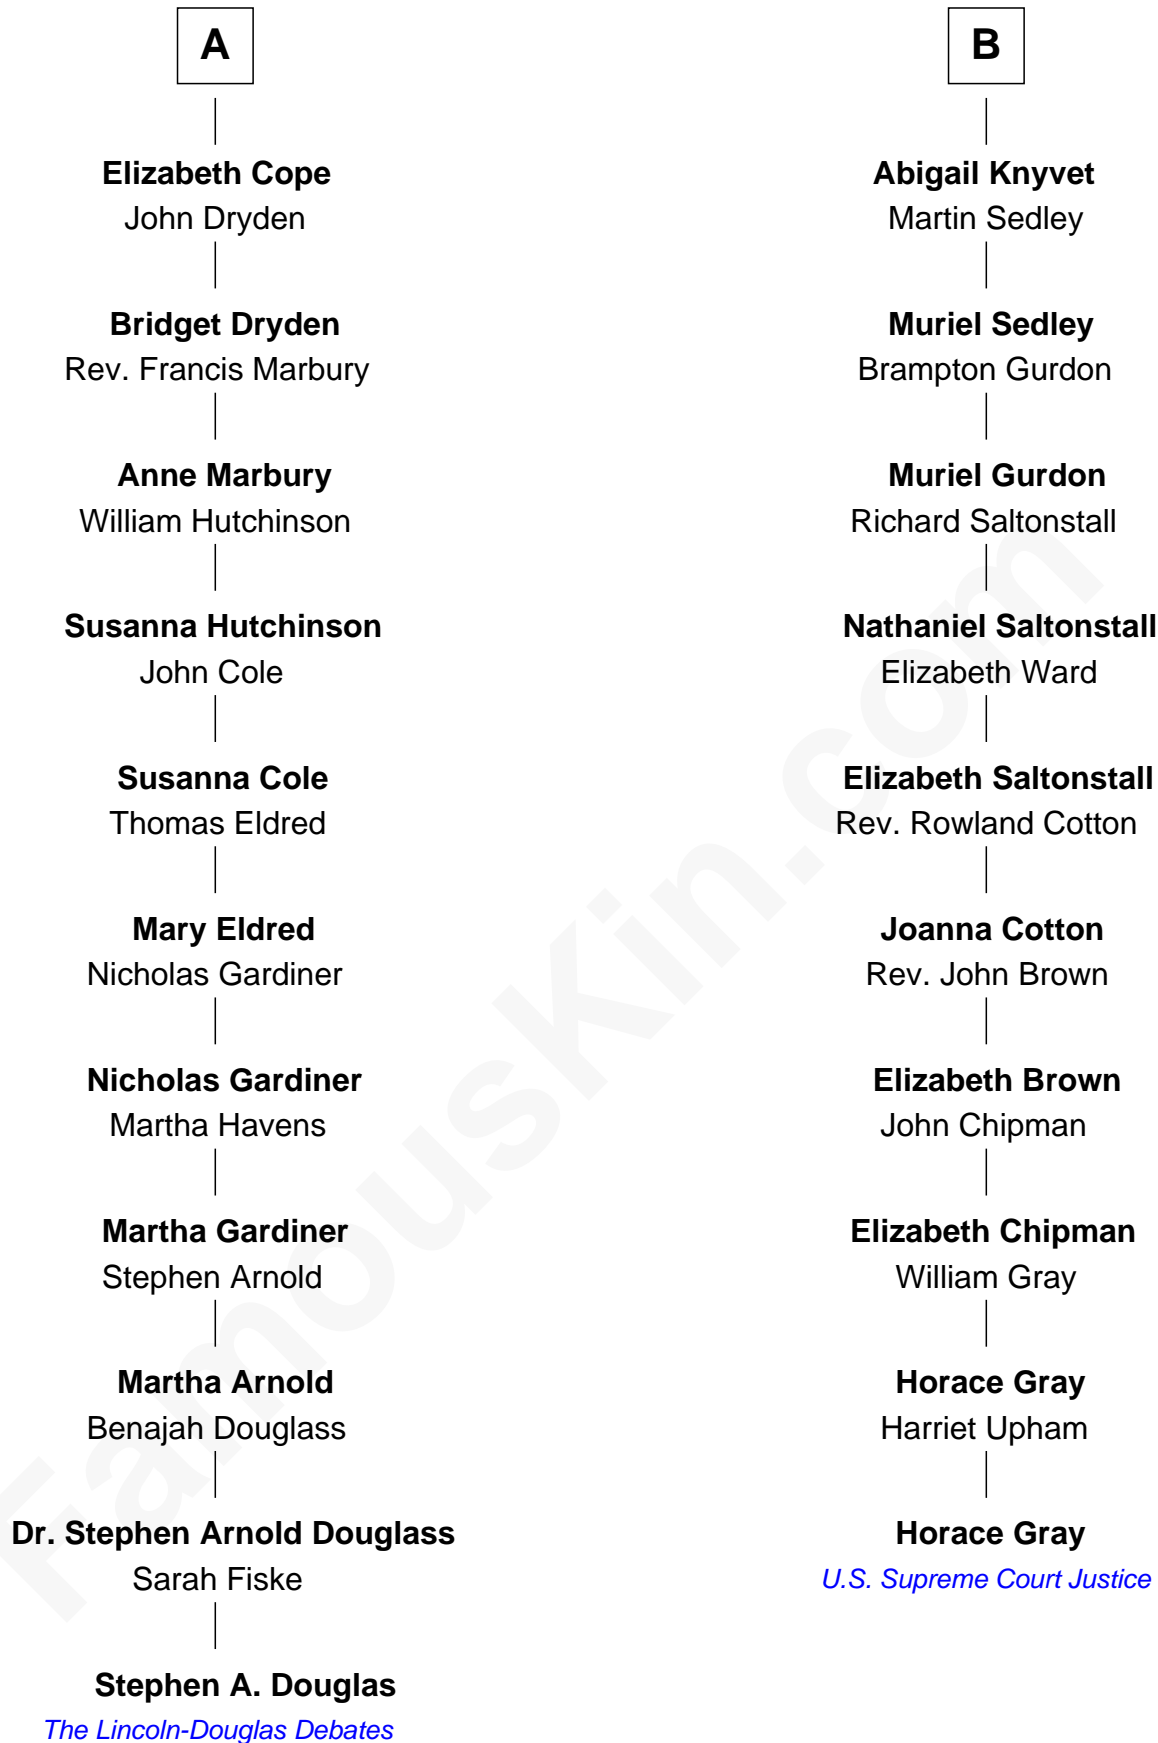 A
Elizabeth Cope
John Dryden
Bridget Dryden
Rev. Francis Marbury
Anne Marbury
William Hutchinson
Susanna Hutchinson
John Cole
Susanna Cole
Thomas Eldred
Mary Eldred
Nicholas Gardiner
Nicholas Gardiner
Martha Havens
Martha Gardiner
Stephen Arnold
Martha Arnold
Benajah Douglass
Dr. Stephen Arnold Douglass
Sarah Fiske
Stephen A. Douglas
The Lincoln-Douglas Debates
B
Abigail Knyvet
Martin Sedley
Muriel Sedley
Brampton Gurdon
Muriel Gurdon
Richard Saltonstall
Nathaniel Saltonstall
Elizabeth Ward
Elizabeth Saltonstall
Rev. Rowland Cotton
Joanna Cotton
Rev. John Brown
Elizabeth Brown
John Chipman
Elizabeth Chipman
William Gray
Horace Gray
Harriet Upham
Horace Gray
U.S. Supreme Court Justice
FamousKin.com